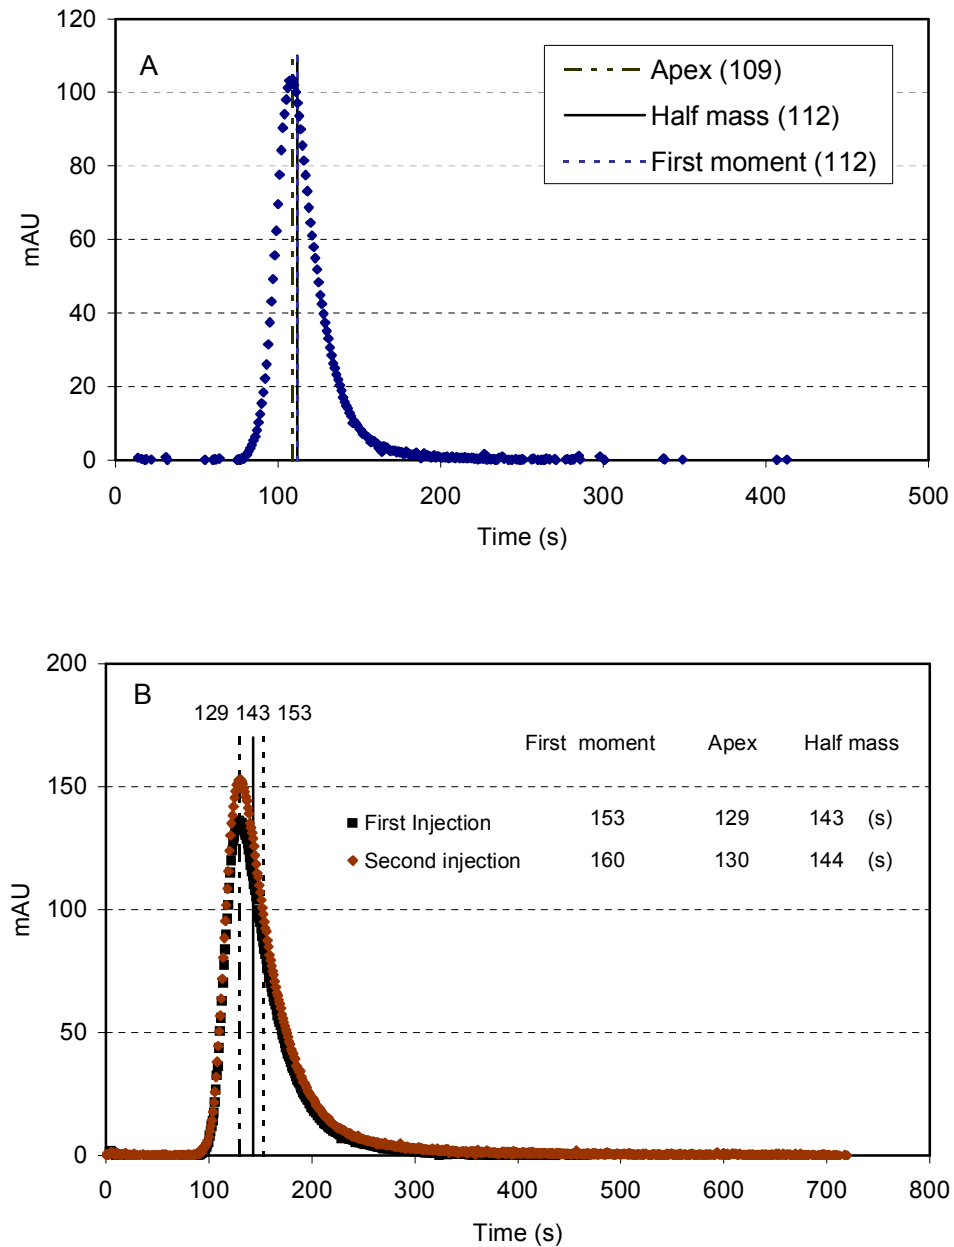 120
A
Apex (109)
100
Half mass (112)
80
First moment (112)
60
mAU
40
20
0
0 100 200 300 400 500
Time (s)
200
B
129 143 153
First moment Apex Half mass
150
First Injection 153 129 143 (s)
Second injection 160 130 144 (s)
100
mAU
50
0
0 100 200 300 400 500 600 700 800
Time (s)